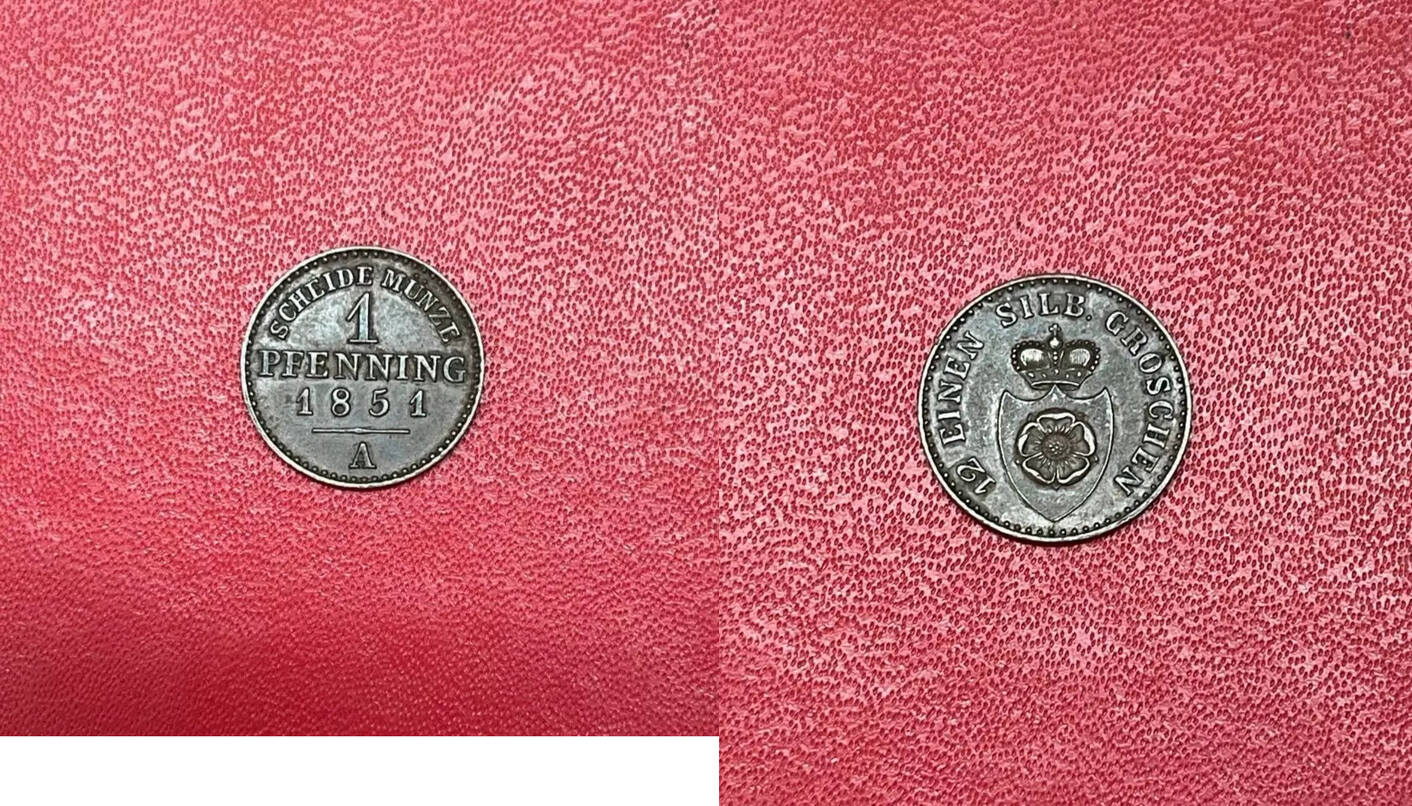 SCHEIDE MÜNZE
1
PFENNING
1851
A
12 EINEN SILB. GROSCHEN